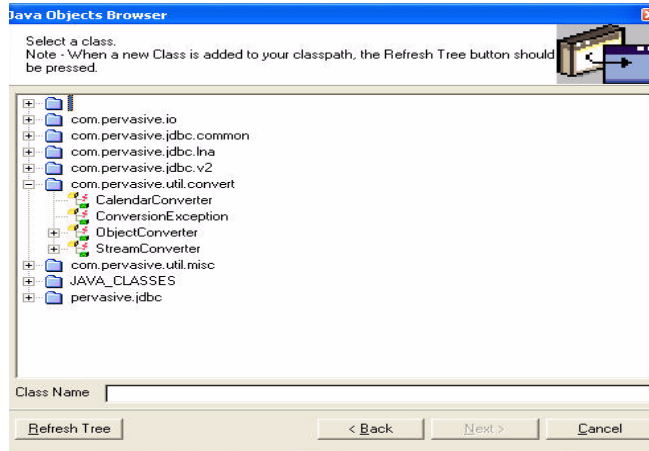 Java Objects Browser
Select a class.
Note - When a new Class is added to your classpath, the Refresh Tree button should
be pressed.
com.pervasive.io
com.pervasive.jdbc.common
com.pervasive.jdbc.lna
com.pervasive.jdbc.v2
com.pervasive.util.convert
CalendarConverter
ConversionException
ObjectConverter
StreamConverter
com.pervasive.util.misc
JAVA_CLASSES
pervasive.jdbc
Class Name
Refresh Tree
< Back
Next >
Cancel